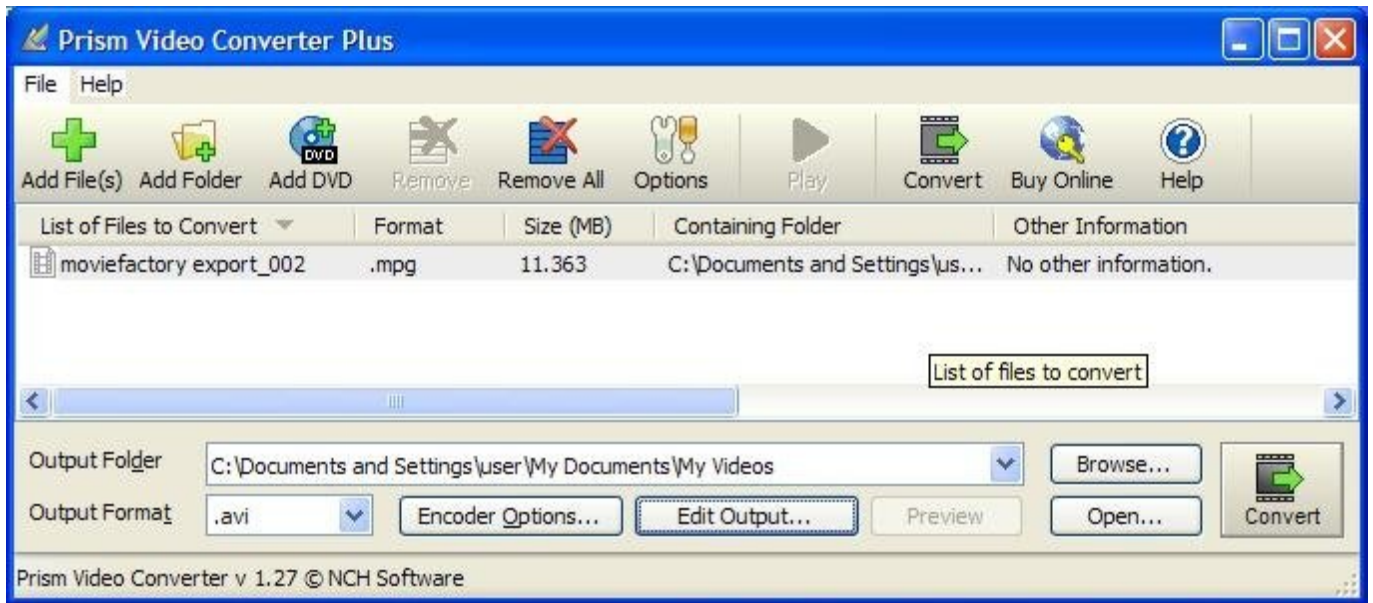 Prism Video Converter Plus
File Help
Add File(s) Add Folder Add DVD Remove Remove All Options Play Convert Buy Online Help
DVD
List of Files to Convert Format Size (MB) Containing Folder Other Information
moviefactory export_002 .mpg 11.363 C:\Documents and Settings\us... No other information.
List of files to convert
Output Folder C:\Documents and Settings\user\My Documents\My Videos Browse...
Output Format .avi Encoder Options... Edit Output... Preview Open... Convert
Prism Video Converter v 1.27 © NCH Software